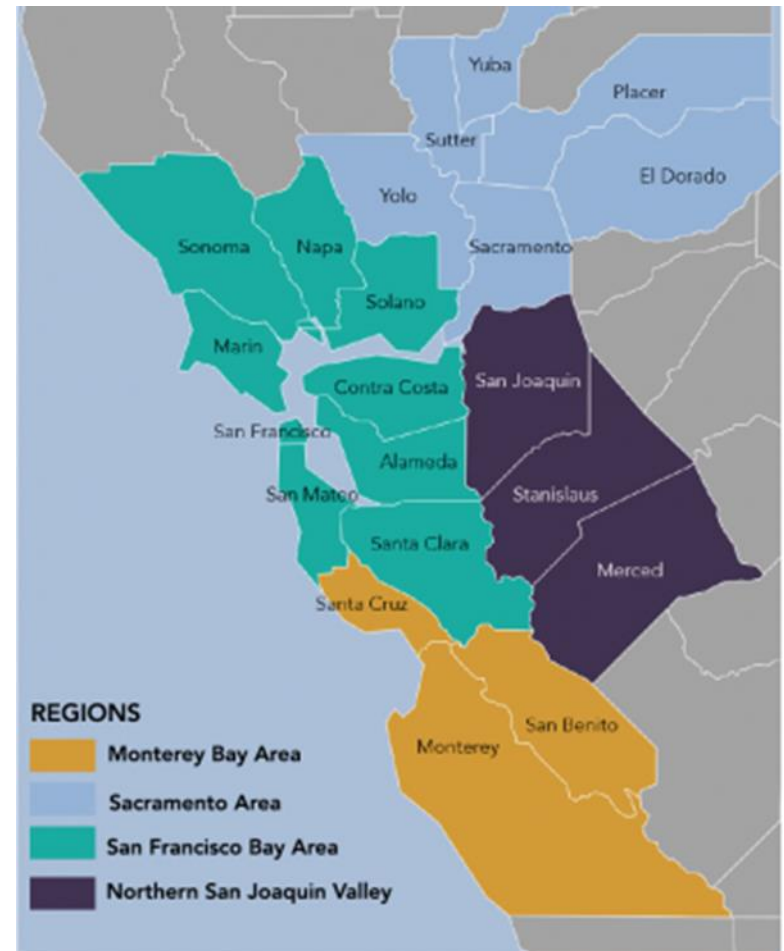 Yuba
Placer
Sutter
El Dorado
Yolo
Sonoma
Napa
Sacramento
Solano
Marin
Contra Costa
San Joaquin
San Francisco
Alameda
San Mateo
Stanislaus
Santa Clara
Merced
Santa Cruz
San Benito
Monterey
REGIONS
Monterey Bay Area
Sacramento Area
San Francisco Bay Area
Northern San Joaquin Valley